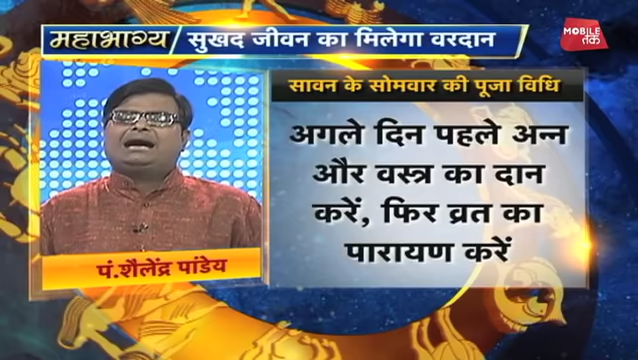 महाभाग्य / सुखद जीवन का मिलेगा वरदान
MOBILE
तक
सावन के सोमवार की पूजा विधि
अगले दिन पहले अन्न
और वस्त्र का दान
करें, फिर व्रत का
पारायण करें
पं.शैलेंद्र पांडेय